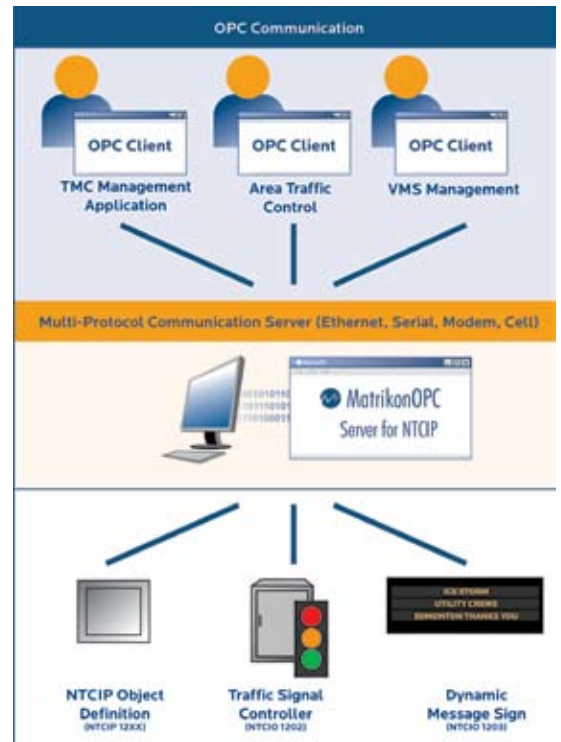 OPC Communication
OPC Client
OPC Client
OPC Client
TMC Management
Application
Area Traffic
Control
VMS Management
Multi-Protocol Communication Server (Ethernet, Serial, Modem, Cell)
MatrikonOPC
Server for NTCIP
ICE STORM
UTILITY CREWS
EDMONTON THANKS YOU
NTCIP Object
Definition
(NTCIP 12XX)
Traffic Signal
Controller
(NTCIO 1202)
Dynamic
Message Sign
(NTCIO 1203)